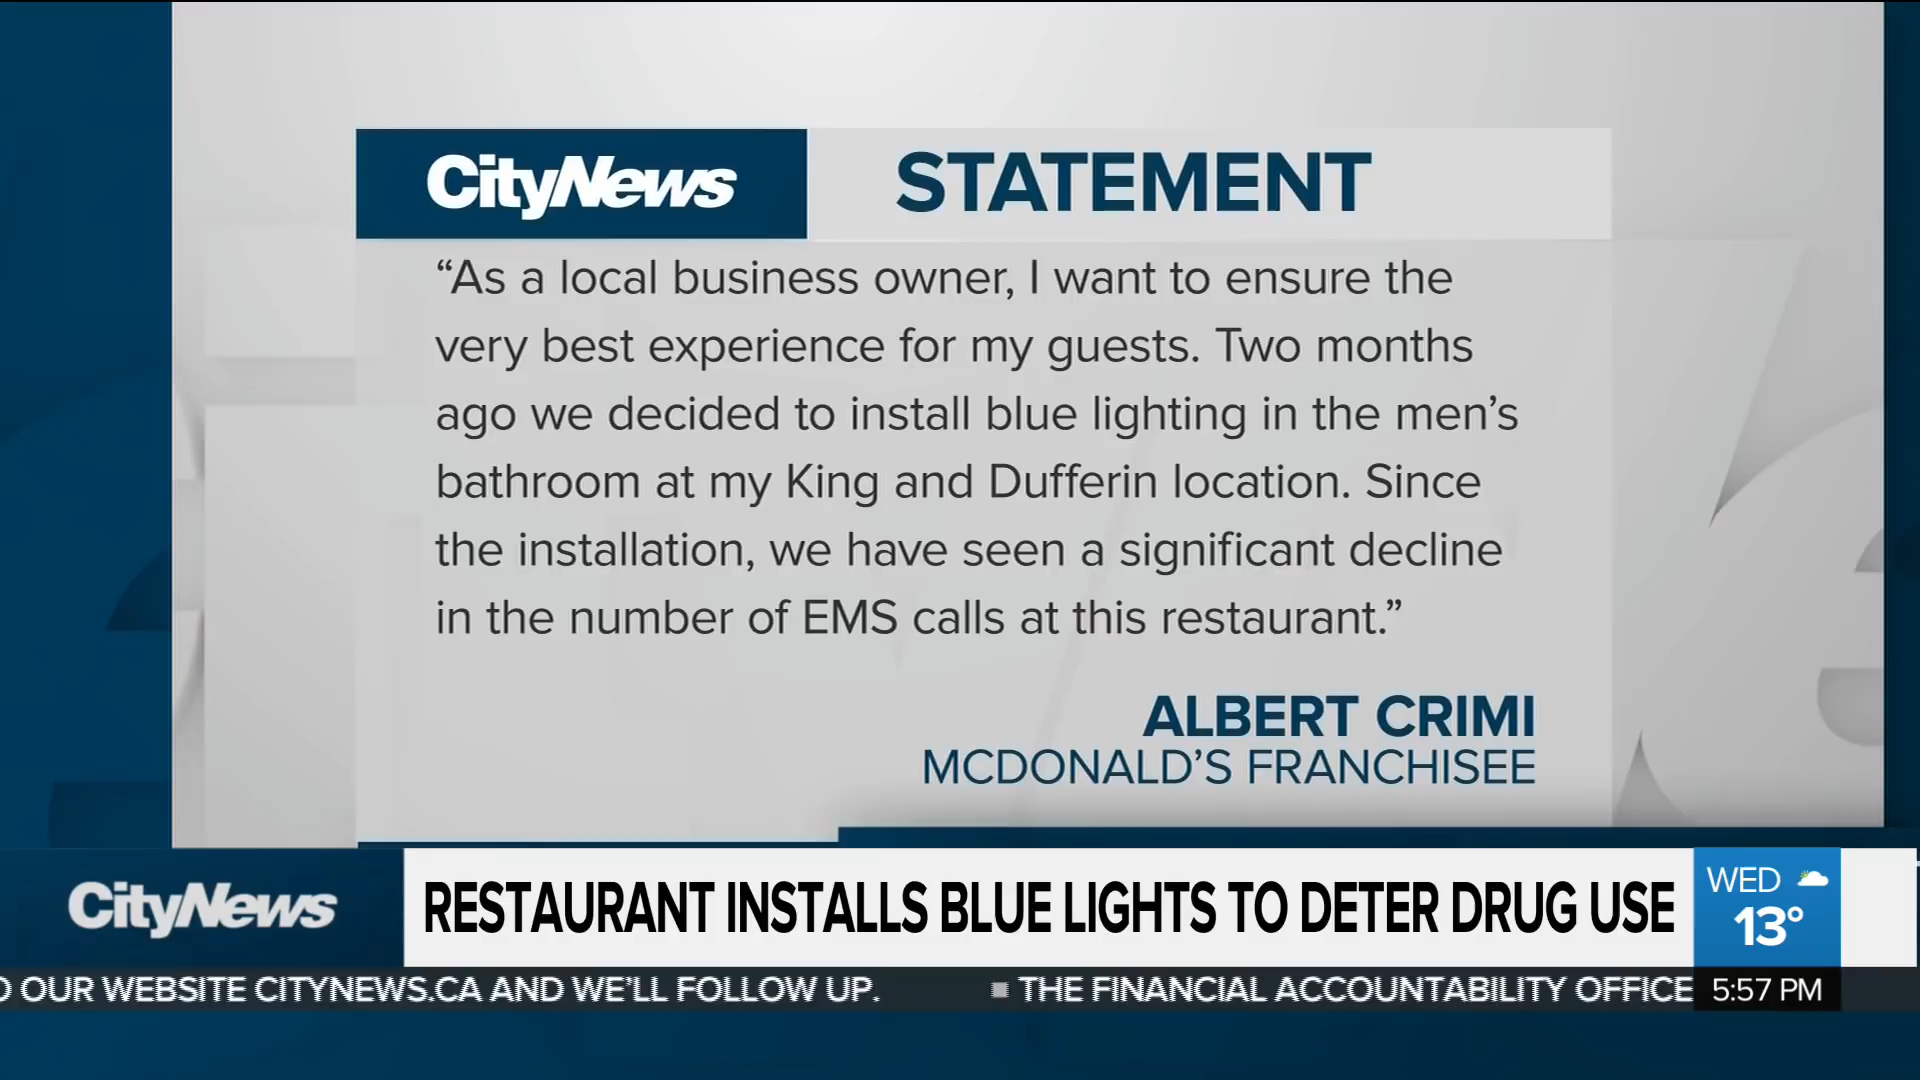 CityNews STATEMENT
“As a local business owner, I want to ensure the
very best experience for my guests. Two months
ago we decided to install blue lighting in the men’s
bathroom at my King and Dufferin location. Since
the installation, we have seen a significant decline
in the number of EMS calls at this restaurant.”
ALBERT CRIMI
MCDONALD’S FRANCHISEE
CityNews
RESTAURANT INSTALLS BLUE LIGHTS TO DETER DRUG USE
WED
13°
OUR WEBSITE CITYNEWS.CA AND WE’LL FOLLOW UP. THE FINANCIAL ACCOUNTABILITY OFFICE
5:57 PM